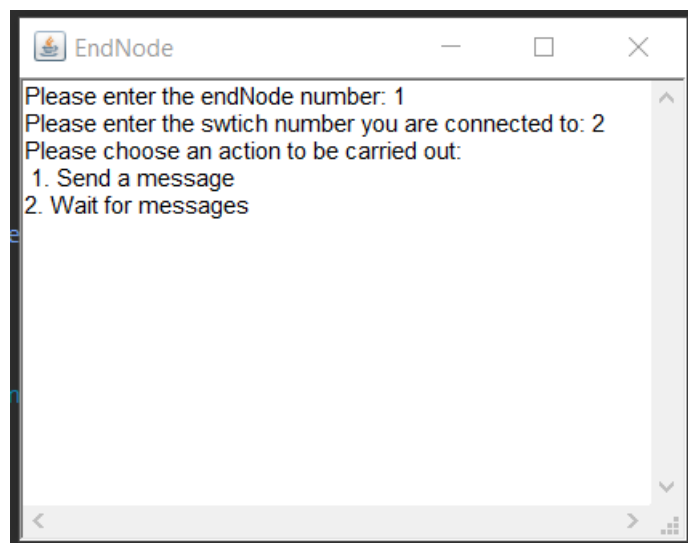 EndNode
Please enter the endNode number: 1
Please enter the swtich number you are connected to: 2
Please choose an action to be carried out:
1. Send a message
2. Wait for messages
e
n